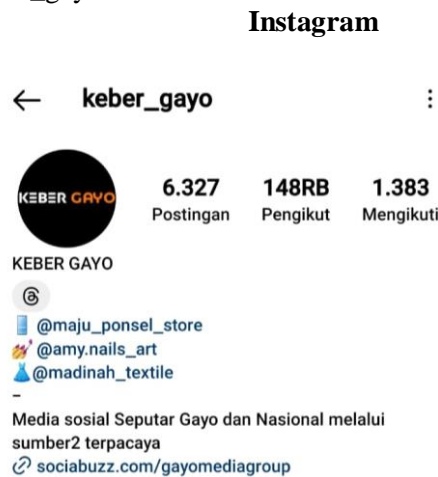 Instagram
keber_gayo
KEBER GAYO
6.327 148RB 1.383
Postingan Pengikut Mengikuti
KEBER GAYO
@maju_ponsel_store
@amy.nails_art
@madinah_textile
–
Media sosial Seputar Gayo dan Nasional melalui
sumber2 terpacaya
sociabuzz.com/gayomediagroup